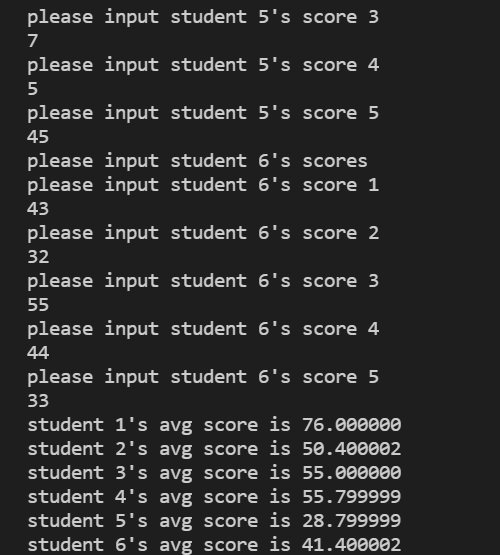 please input student 5's score 3
7
please input student 5's score 4
5
please input student 5's score 5
45
please input student 6's scores
please input student 6's score 1
43
please input student 6's score 2
32
please input student 6's score 3
55
please input student 6's score 4
44
please input student 6's score 5
33
student 1's avg score is 76.000000
student 2's avg score is 50.400002
student 3's avg score is 55.000000
student 4's avg score is 55.799999
student 5's avg score is 28.799999
student 6's avg score is 41.400002